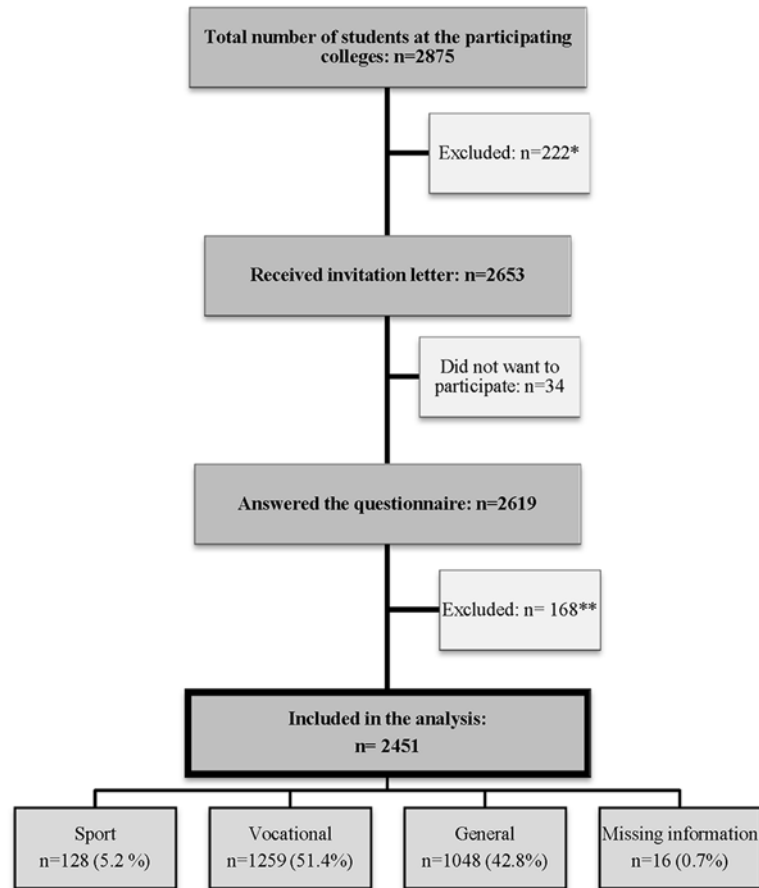 Total number of students at the participating
colleges: n=2875
Excluded: n=222*
Received invitation letter: n=2653
Did not want to
participate: n=34
Answered the questionnaire: n=2619
Excluded: n= 168**
Included in the analysis:
n= 2451
Sport
n=128 (5.2 %)
Vocational
n=1259 (51.4%)
General
n=1048 (42.8%)
Missing information
n=16 (0.7%)